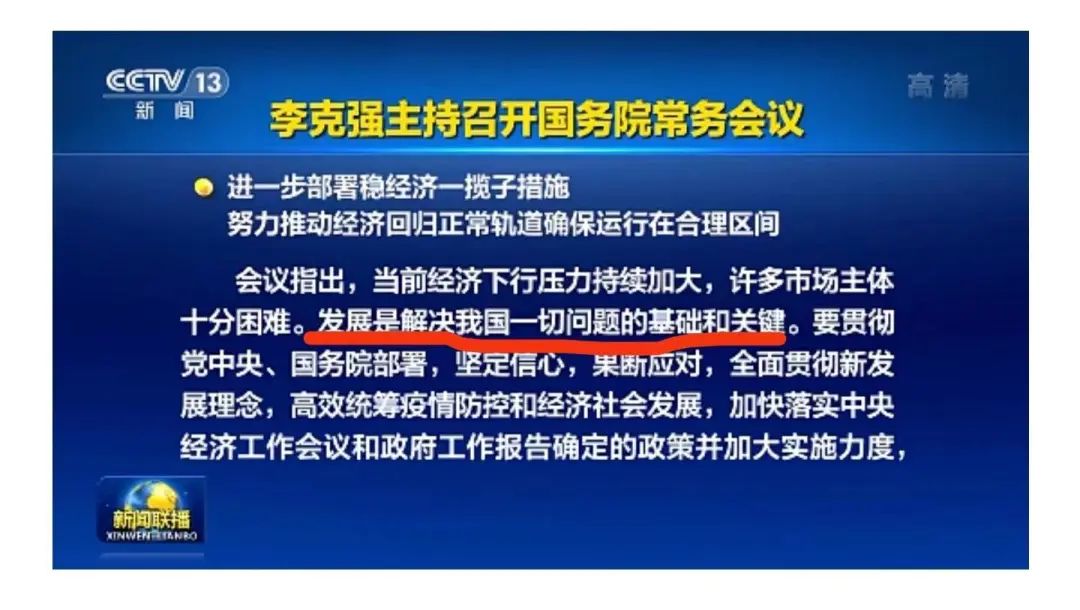 CCTV 13
新 闻
高清
李克强主持召开国务院常务会议
进一步部署稳经济一揽子措施
努力推动经济回归正常轨道确保运行在合理区间
会议指出，当前经济下行压力持续加大，许多市场主体
十分困难。发展是解决我国一切问题的基础和关键。要贯彻
党中央、国务院部署，坚定信心，果断应对，全面贯彻新发
展理念，高效统筹疫情防控和经济社会发展，加快落实中央
经济工作会议和政府工作报告确定的政策并加大实施力度，
新闻联播
XINWEN LIANBO